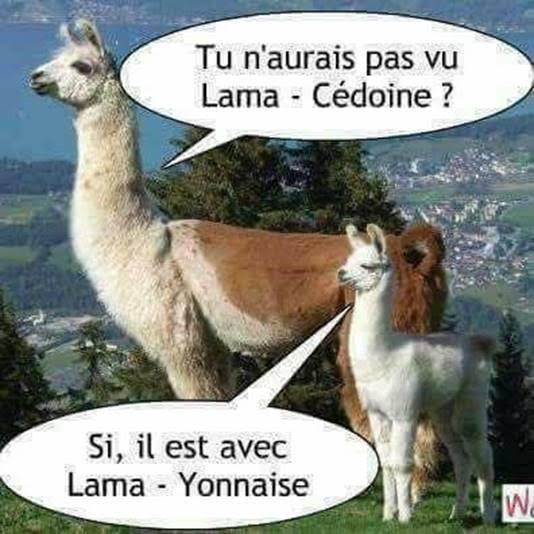 Tu n'aurais pas vu
Lama - Cédoine ?
Si, il est avec
Lama - Yonnaise